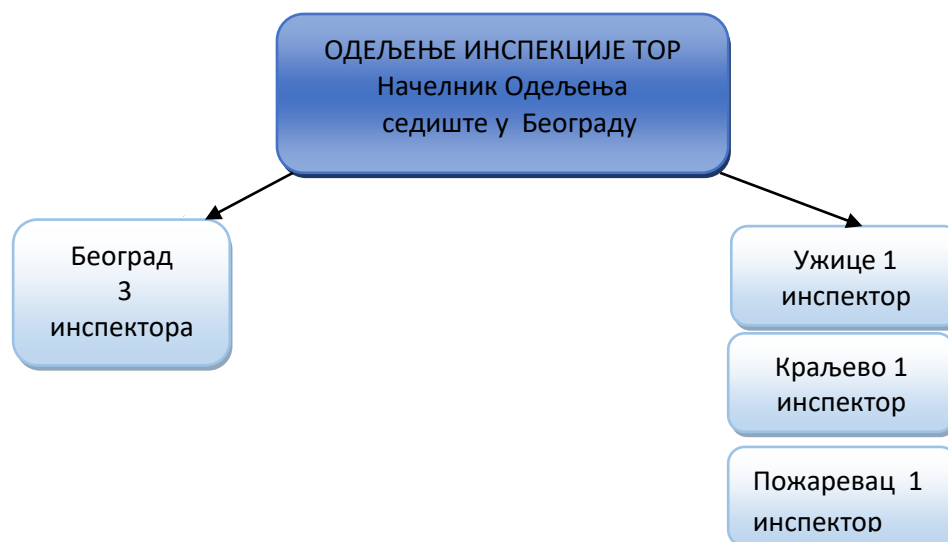 ОДЕЉЕЊЕ ИНСПЕКЦИЈЕ ТОР
Начелник Одељења
седиште у Београду
Београд
3
инспектора
Ужице 1
инспектор
Краљево 1
инспектор
Пожаревац 1
инспектор